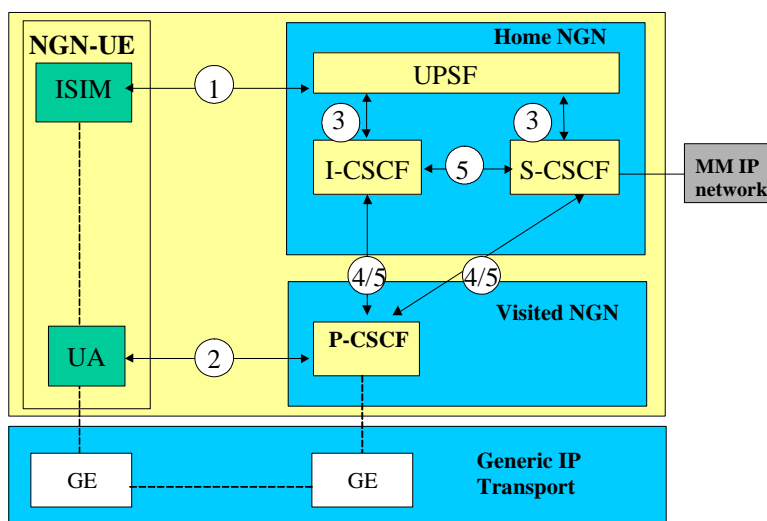 Home NGN
NGN-UE
ISIM
1
UPSF
3
3
I-CSCF
5
S-CSCF
MM IP
network
4/5
4/5
Visited NGN
UA
2
P-CSCF
GE
GE
Generic IP
Transport